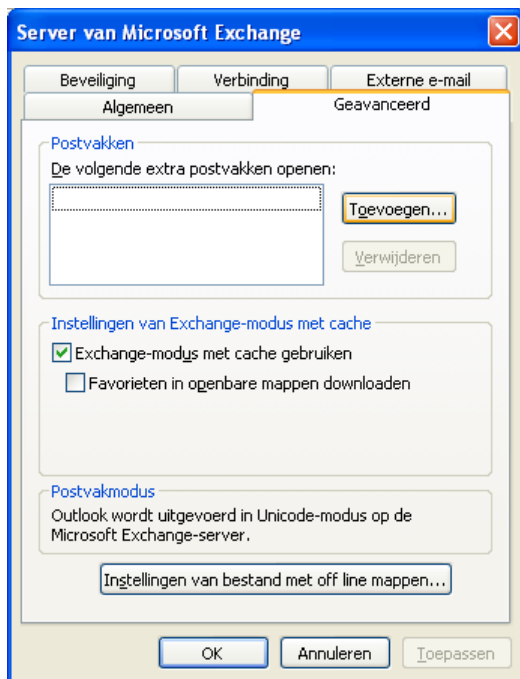 Server van Microsoft Exchange
Beveiliging
Verbinding
Externe e-mail
Algemeen
Geavanceerd
Postvakken
De volgende extra postvakken openen:
Toevoegen...
Verwijderen
Instellingen van Exchange-modus met cache
Exchange-modus met cache gebruiken
Favorieten in openbare mappen downloaden
Postvakmodus
Outlook wordt uitgevoerd in Unicode-modus op de
Microsoft Exchange-server.
Instellingen van bestand met off line mappen...
OK
Annuleren
Toepassen